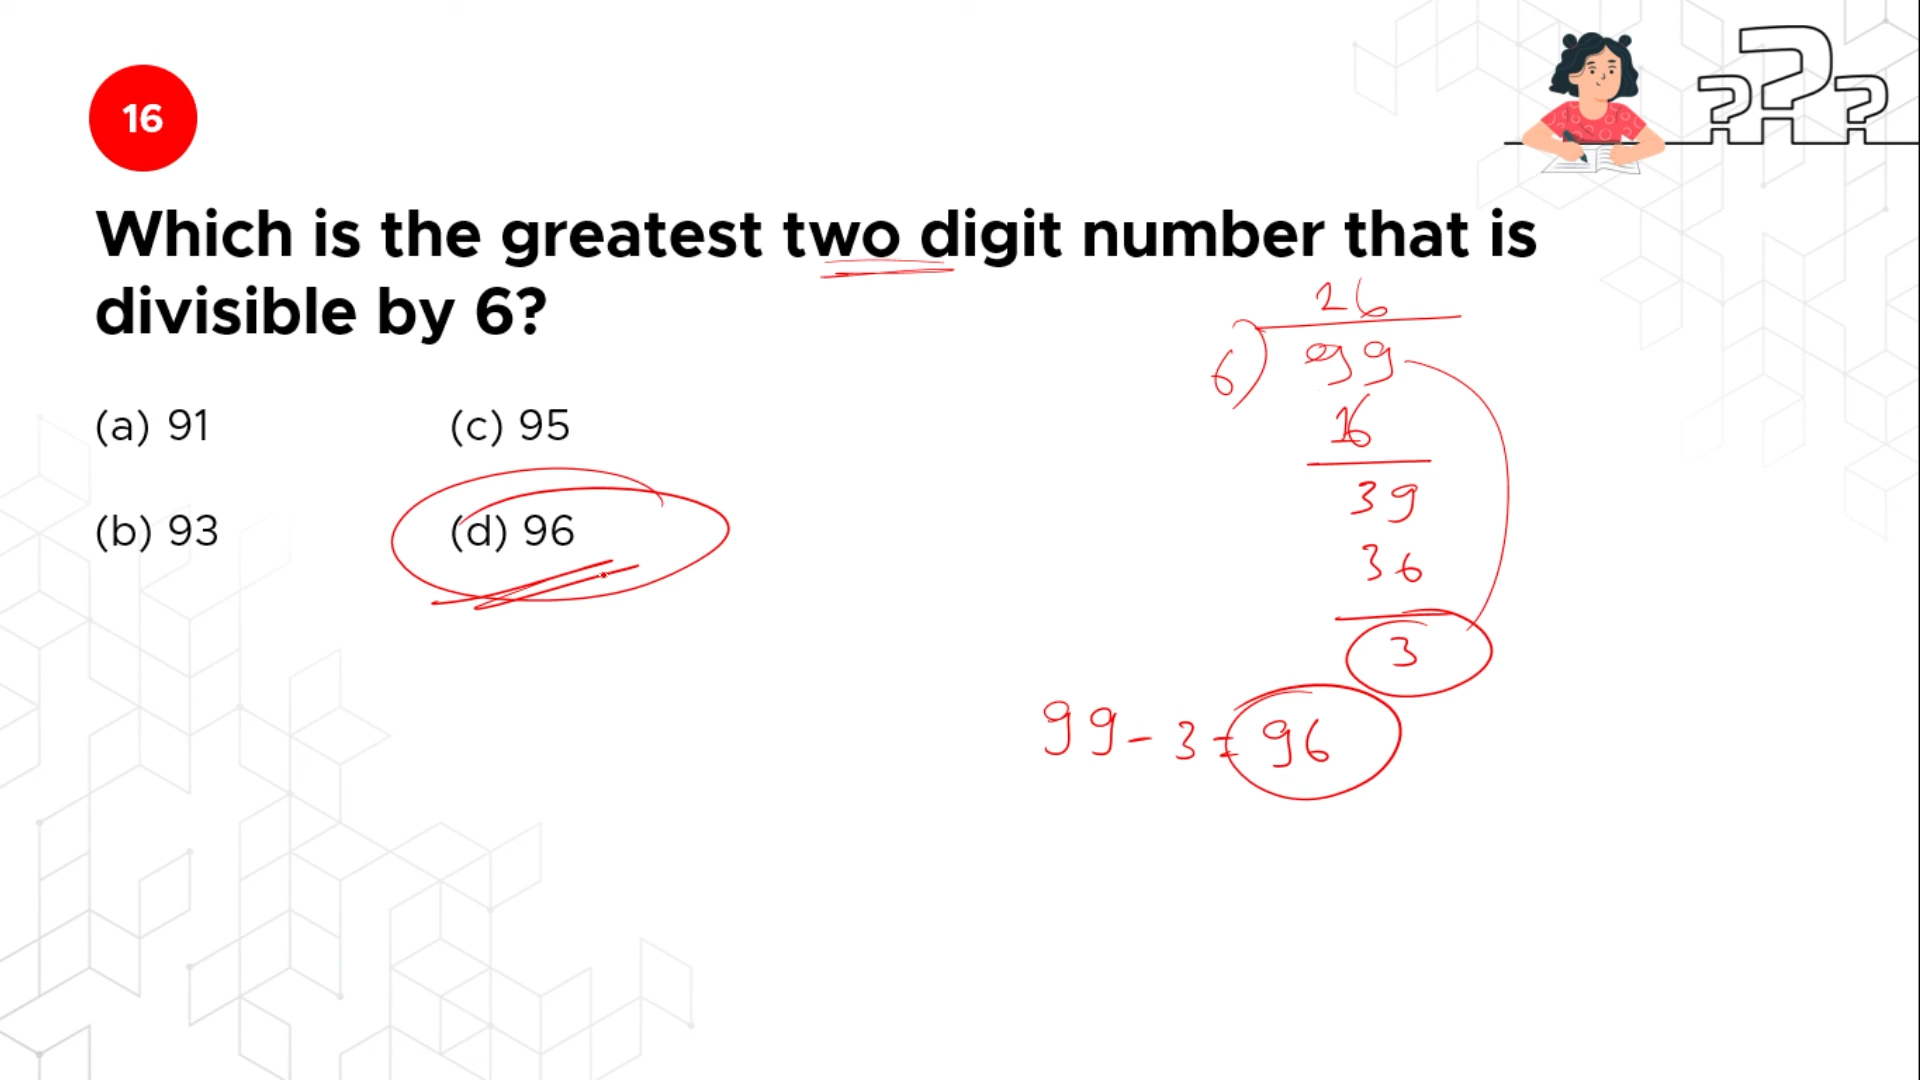 16
???
Which is the greatest two digit number that is
divisible by 6?
(a) 91
(c) 95
(b) 93
(d) 96
26
6) 99
39
36
3
99 - 3 = 96